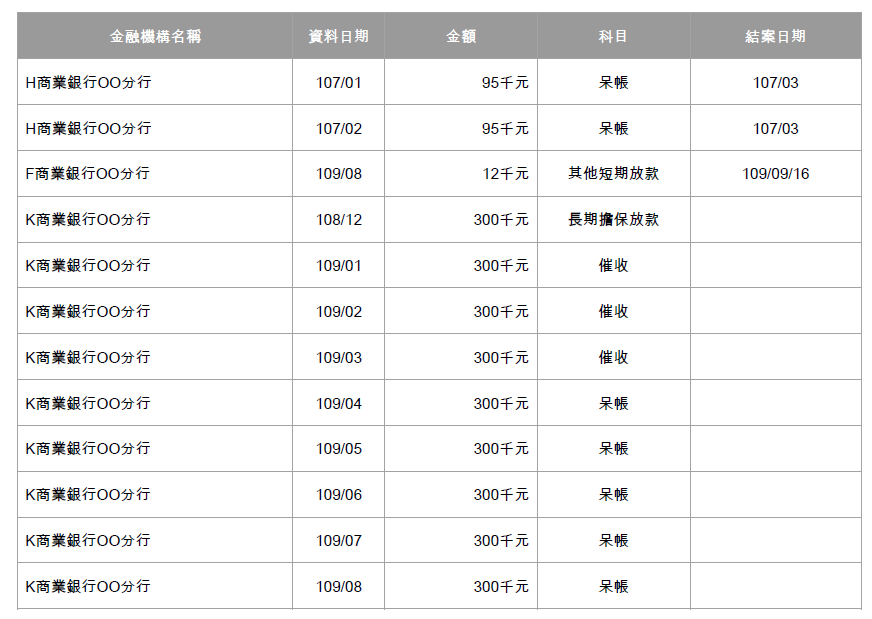 金融機構名稱 資料日期 金額 科目 結案日期
H商業銀行OO分行 107/01 95千元 呆帳 107/03
H商業銀行OO分行 107/02 95千元 呆帳 107/03
F商業銀行OO分行 109/08 12千元 其他短期放款 109/09/16
K商業銀行OO分行 108/12 300千元 長期擔保放款
K商業銀行OO分行 109/01 300千元 催收
K商業銀行OO分行 109/02 300千元 催收
K商業銀行OO分行 109/03 300千元 催收
K商業銀行OO分行 109/04 300千元 呆帳
K商業銀行OO分行 109/05 300千元 呆帳
K商業銀行OO分行 109/06 300千元 呆帳
K商業銀行OO分行 109/07 300千元 呆帳
K商業銀行OO分行 109/08 300千元 呆帳